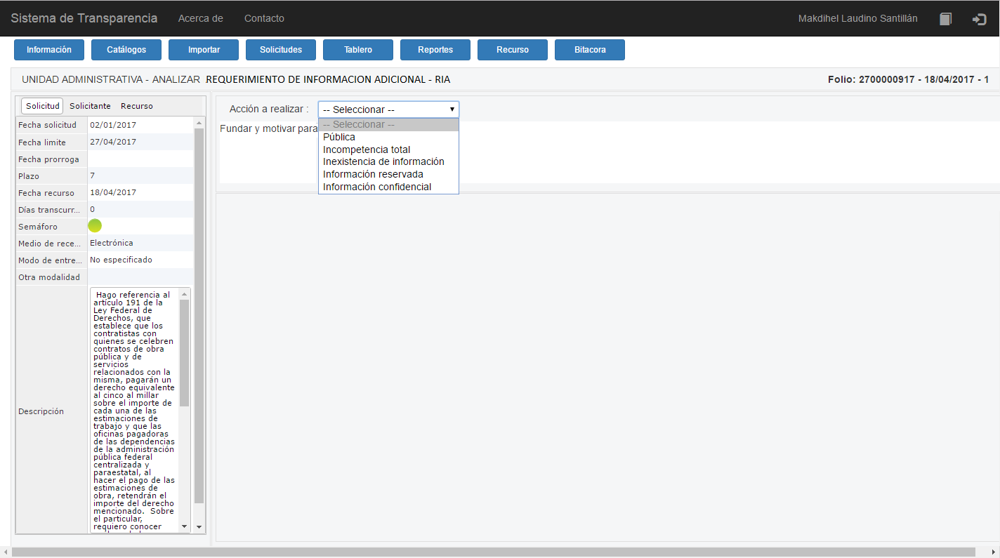 Sistema de Transparencia Acerca de Contacto Makdihel Laudino Santillán
Información Catálogos Importar Solicitudes Tablero Reportes Recurso Bitacora
UNIDAD ADMINISTRATIVA - ANALIZAR REQUERIMIENTO DE INFORMACION ADICIONAL - RIA Folio: 2700000917 - 18/04/2017 - 1
Solicitud Solicitante Recurso
Fecha solicitud 02/01/2017
Fecha limite 27/04/2017
Fecha prorroga
Plazo 7
Fecha recurso 18/04/2017
Días transcurr... 0
Semáforo
Medio de rece... Electrónica
Modo de entre... No especificado
Otra modalidad
Descripción
Hago referencia al
artículo 191 de la
Ley Federal de
Derechos, que
establece que los
contratistas con
quienes se celebren
contratos de obra
pública y de
servicios
relacionados con la
misma, pagarán un
derecho equivalente
al cinco al millar
sobre el importe de
cada una de las
estimaciones de
trabajo y que las
oficinas pagadoras
de las dependencias
de la administración
pública federal
centralizada y
paraestatal, al
hacer el pago de las
estimaciones de
obra, retendrán el
importe del derecho
mencionado. Sobre
el particular,
requiero conocer
Acción a realizar : -- Seleccionar --
Fundar y motivar para
-- Seleccionar --
Pública
Incompetencia total
Inexistencia de información
Información reservada
Información confidencial